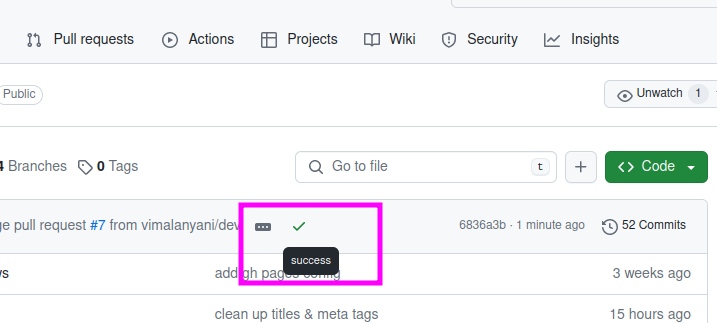 Pull requests Actions Projects Wiki Security Insights
Public Unwatch 1
4 Branches 0 Tags Go to file t Code
ge pull request #7 from vimalanyani/dev 6836a3b · 1 minute ago 52 Commits
success
add gh pages config 3 weeks ago
clean up titles & meta tags 15 hours ago